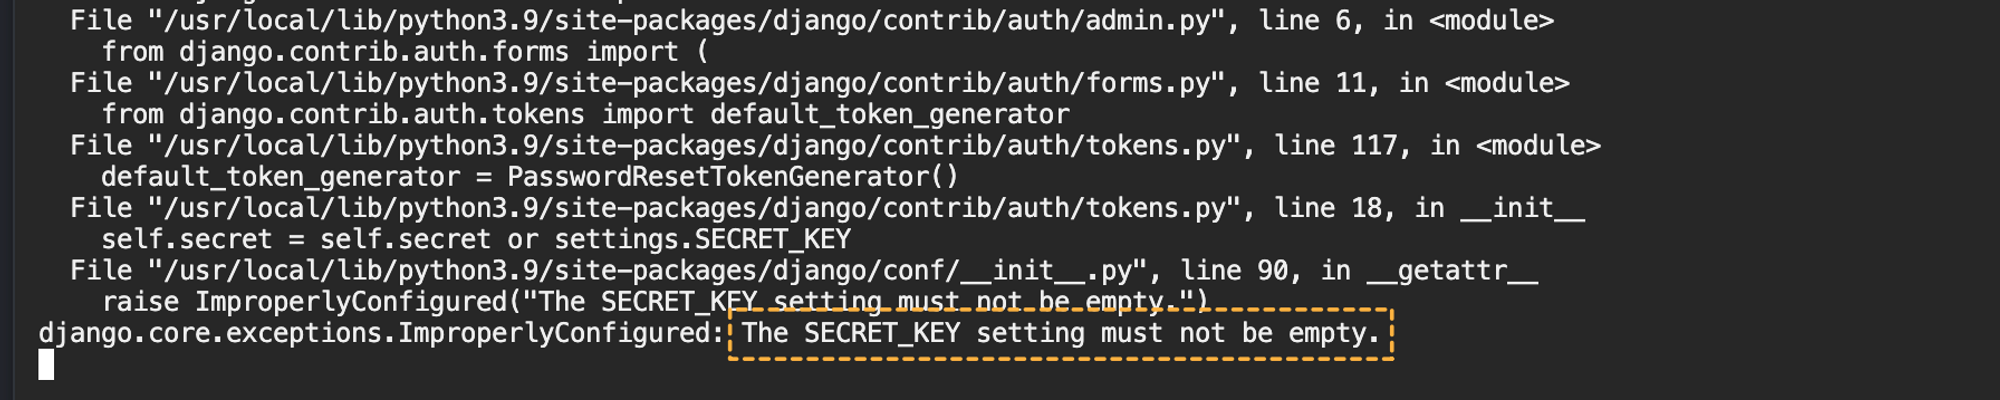 File "/usr/local/lib/python3.9/site-packages/django/contrib/auth/admin.py", line 6, in <module>
from django.contrib.auth.forms import (
File "/usr/local/lib/python3.9/site-packages/django/contrib/auth/forms.py", line 11, in <module>
from django.contrib.auth.tokens import default_token_generator
File "/usr/local/lib/python3.9/site-packages/django/contrib/auth/tokens.py", line 117, in <module>
default_token_generator = PasswordResetTokenGenerator()
File "/usr/local/lib/python3.9/site-packages/django/contrib/auth/tokens.py", line 18, in __init__
self.secret = self.secret or settings.SECRET_KEY
File "/usr/local/lib/python3.9/site-packages/django/conf/__init__.py", line 90, in __getattr__
raise ImproperlyConfigured("The SECRET_KEY setting must not be empty.")
django.core.exceptions.ImproperlyConfigured: The SECRET_KEY setting must not be empty.